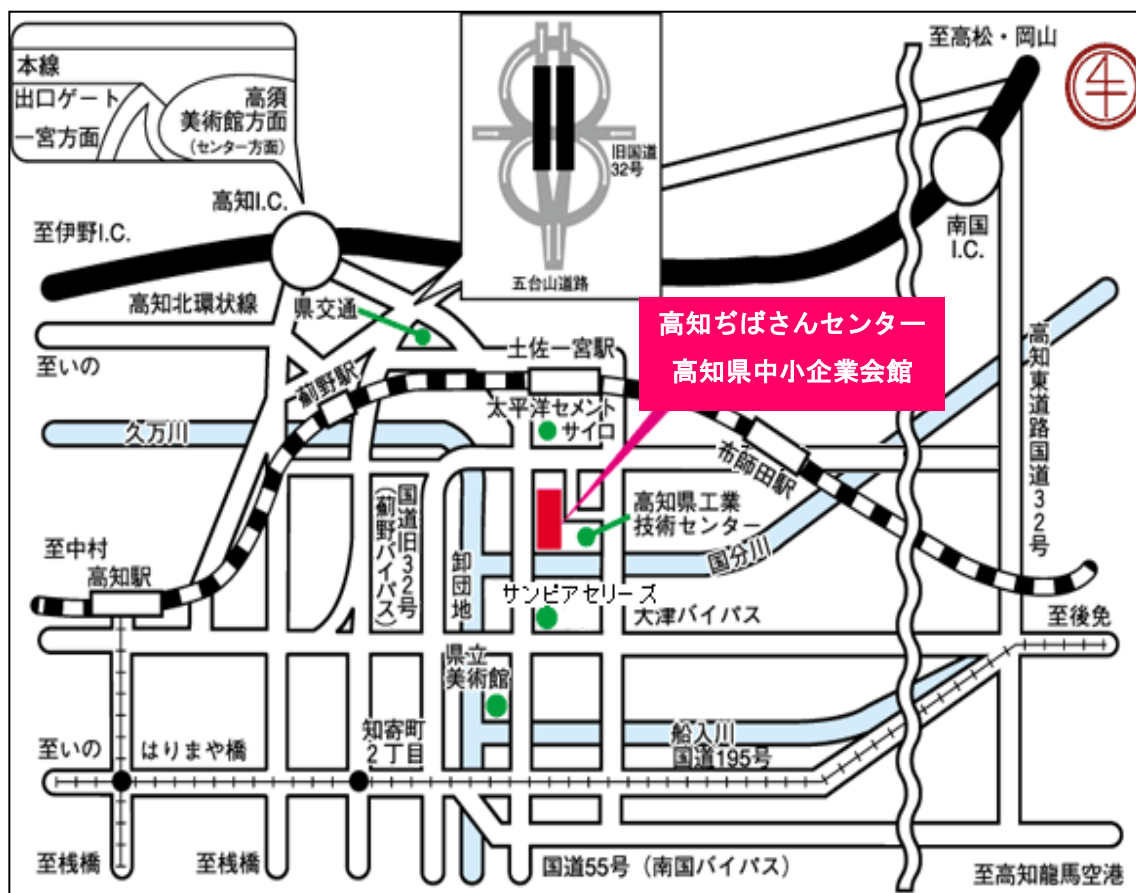 本線
出口ゲート
一宮方面
高須
美術館方面
(センター方面)
旧国道
32号
五台山道路
至高松・岡山
南国
I.C.
高知I.C.
至伊野I.C.
高知北環状線
県交通
至いの
薊野駅
土佐一宮駅
高知ぢばさんセンター
高知県中小企業会館
太平洋セメント
サイロ
久万川
布師田駅
高知東道路国道32号
国道旧32号
(薊野バイパス)
高知県工業
技術センター
国分川
卸団地
至中村
高知駅
サンピアセリーズ
大津バイパス
至後免
県立
美術館
知寄町
2丁目
至いの
はりまや橋
船入川
国道195号
至桟橋
至桟橋
国道55号(南国バイパス)
至高知龍馬空港